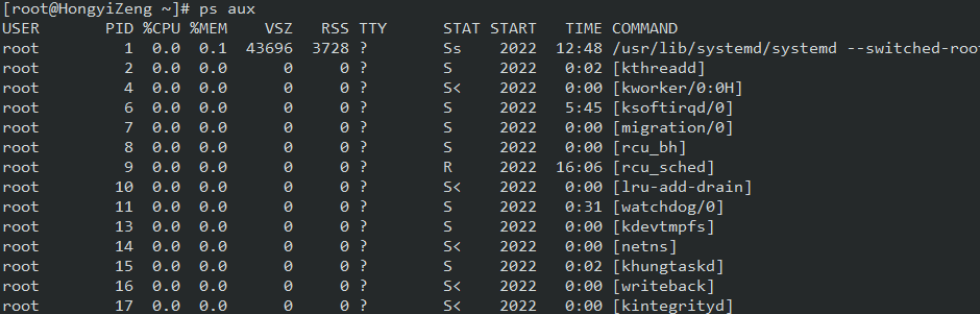 [root@HongyiZeng ~]# ps aux
USER       PID %CPU %MEM    VSZ   RSS TTY      STAT START   TIME COMMAND
root         1  0.0  0.1  43696  3728 ?        Ss    2022  12:48 /usr/lib/systemd/systemd --switched-root
root         2  0.0  0.0      0     0 ?        S     2022   0:02 [kthreadd]
root         4  0.0  0.0      0     0 ?        S<    2022   0:00 [kworker/0:0H]
root         6  0.0  0.0      0     0 ?        S     2022   5:45 [ksoftirqd/0]
root         7  0.0  0.0      0     0 ?        S     2022   0:00 [migration/0]
root         8  0.0  0.0      0     0 ?        S     2022   0:00 [rcu_bh]
root         9  0.0  0.0      0     0 ?        R     2022  16:06 [rcu_sched]
root        10  0.0  0.0      0     0 ?        S<    2022   0:00 [lru-add-drain]
root        11  0.0  0.0      0     0 ?        S     2022   0:31 [watchdog/0]
root        13  0.0  0.0      0     0 ?        S     2022   0:00 [kdevtmpfs]
root        14  0.0  0.0      0     0 ?        S<    2022   0:00 [netns]
root        15  0.0  0.0      0     0 ?        S     2022   0:02 [khungtaskd]
root        16  0.0  0.0      0     0 ?        S<    2022   0:00 [writeback]
root        17  0.0  0.0      0     0 ?        S<    2022   0:00 [kintegrityd]